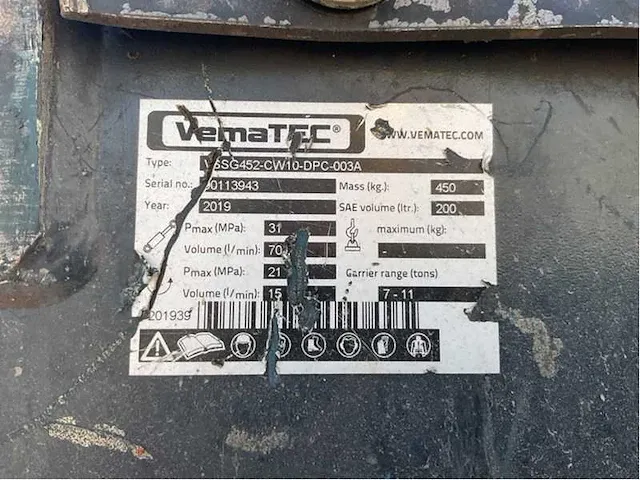 VemaTEC®
WWW.VEMATEC.COM
Type: VSSG452-CW10-DPC-003A
Serial no.: 30113943 Mass (kg.): 450
Year: 2019 SAE volume (ltr.): 200
Pmax (MPa): 31 maximum (kg):
Volume (l/min): 70 -
Pmax (MPa): 21 Carrier range (tons)
Volume (l/min): 15 7 - 11
201939